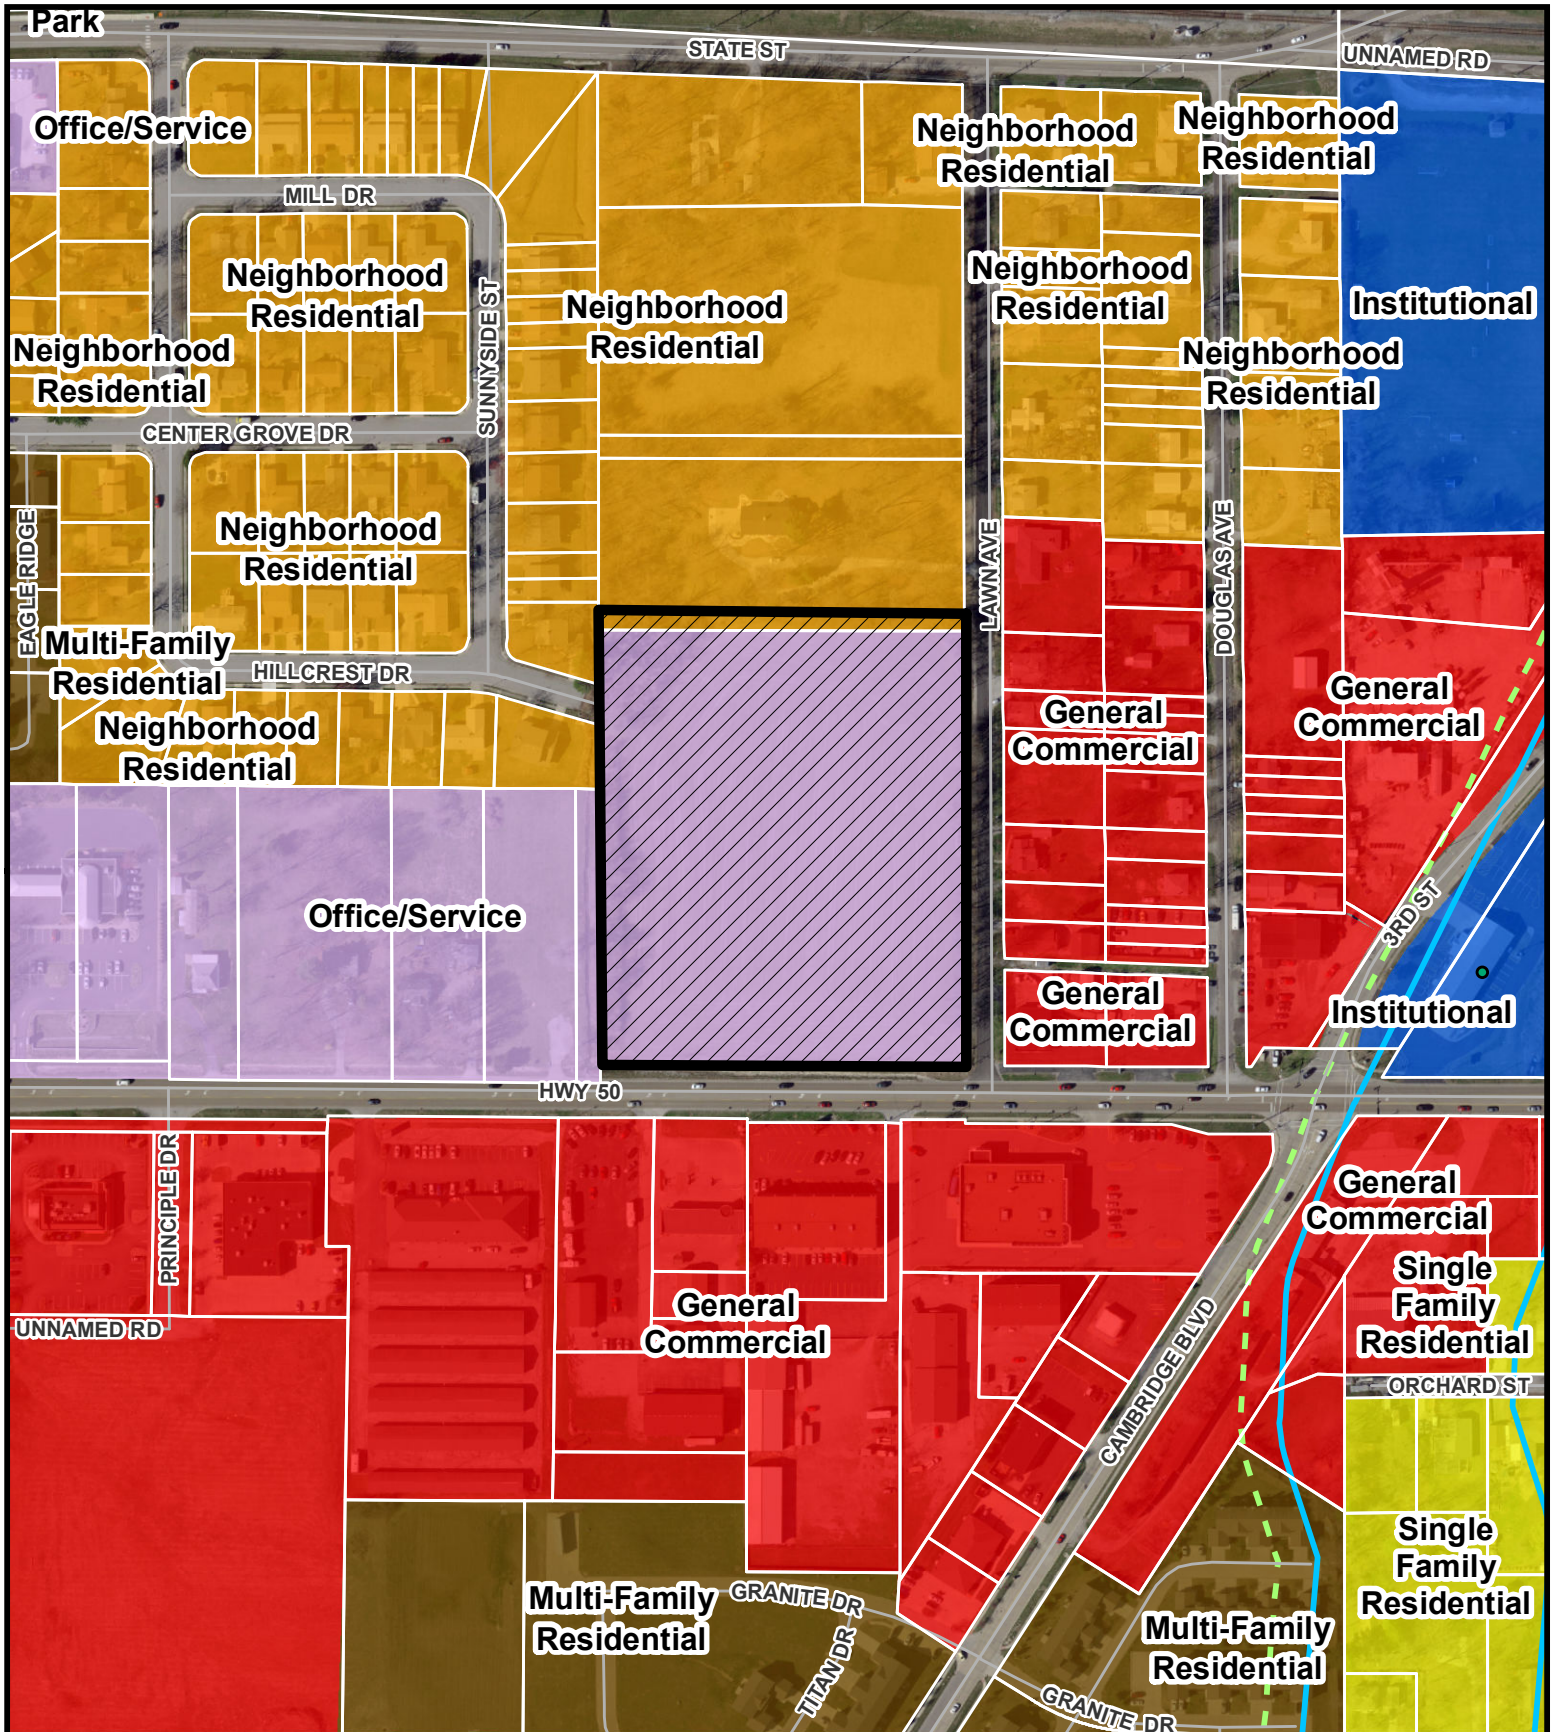 Park
STATE ST
UNNAMED RD
Office/Service
Neighborhood
Residential
Neighborhood
Residential
MILL DR
Neighborhood
Residential
SUNNYSIDE ST
Neighborhood
Residential
Neighborhood
Residential
Institutional
Neighborhood
Residential
Neighborhood
Residential
CENTER GROVE DR
EAGLE RIDGE
Neighborhood
Residential
LAWN AVE
DOUGLAS AVE
Multi-Family
Residential
HILLCREST DR
Neighborhood
Residential
General
Commercial
General
Commercial
Office/Service
3RD ST
General
Commercial
Institutional
HWY 50
PRINCIPLE DR
General
Commercial
Single
Family
Residential
UNNAMED RD
General
Commercial
CAMBRIDGE BLVD
ORCHARD ST
Single
Family
Residential
Multi-Family
Residential
GRANITE DR
TITAN DR
Multi-Family
Residential
GRANITE DR